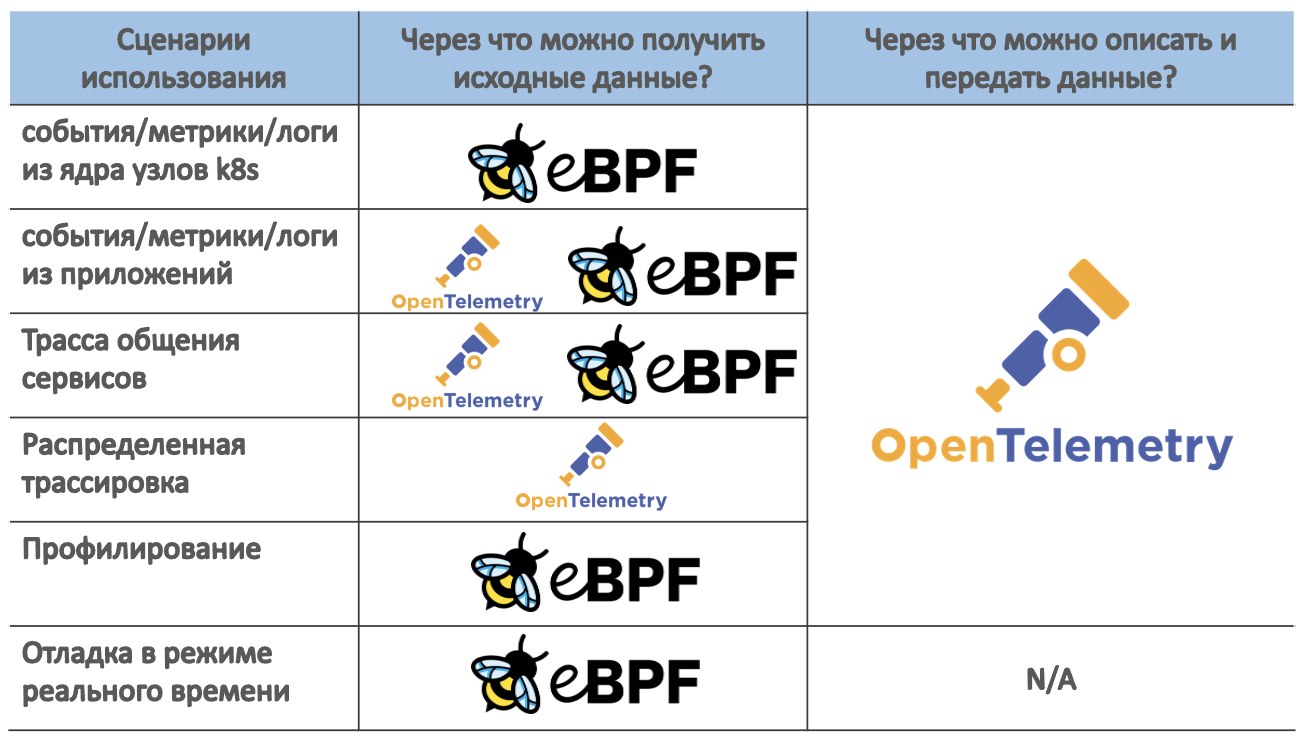 Сценарии
использования
Через что можно получить
исходные данные?
Через что можно описать и
передать данные?
события/метрики/логи
из ядра узлов k8s
eBPF
события/метрики/логи
из приложений
OpenTelemetry
eBPF
Трасса общения
сервисов
OpenTelemetry
eBPF
Распределенная
трассировка
OpenTelemetry
Профилирование
eBPF
OpenTelemetry
Отладка в режиме
реального времени
eBPF
N/A